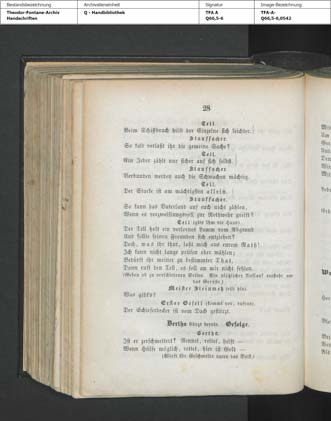 Bestandsbezeichnung
Archivalieneinheit
Signatur
Image-Bezeichnung
Theodor-Fontane-Archiv
Handschriften
Q - Handbibliothek
TFA A
Q66,5-6
TFA-A-
Q66,5-6,0542
28
Tell.
Beim Schiffbruch hilft der Einzelne sich leichter.
Stauffacher.
So kalt verlaßt ihr die gemeine Sache?
Tell.
Ein Jeder zählt nur sicher auf sich selbst.
Stauffacher.
Verbunden werden auch die Schwachen mächtig.
Tell.
Der Starke ist am mächtigsten allein.
Stauffacher.
So kann das Vaterland auf euch nicht zählen,
Wenn es verzweiflungsvoll zur Nothwehr greift?
Tell (gibt ihm die Hand).
Der Tell holt ein verlornes Lamm vom Abgrund
Und sollte seinen Freunden sich entziehen?
Doch, was ihr thut, laßt mich aus eurem Rath!
Ich kann nicht lange prüfen oder wählen;
Bedürft ihr meiner zu bestimmter That,
Dann ruft den Tell, es soll an mir nicht fehlen.
(Gehen ab zu verschiedenen Seiten. Ein plötzlicher Auflauf entsteht um
das Gerüste.)
Meister Steinmetz (eilt hin).
Was gibts?
Erster Gesell (kommt vor, rufend).
Der Schieferdecker ist vom Dach gestürzt.
Bertha stürzt herein. Gefolge.
Bertha.
Ist er zerschmettert? Rennet, rettet, helft —
Wenn Hülfe möglich, rettet, hier ist Gold —
(Wirft ihr Geschmeide unter das Volk.)